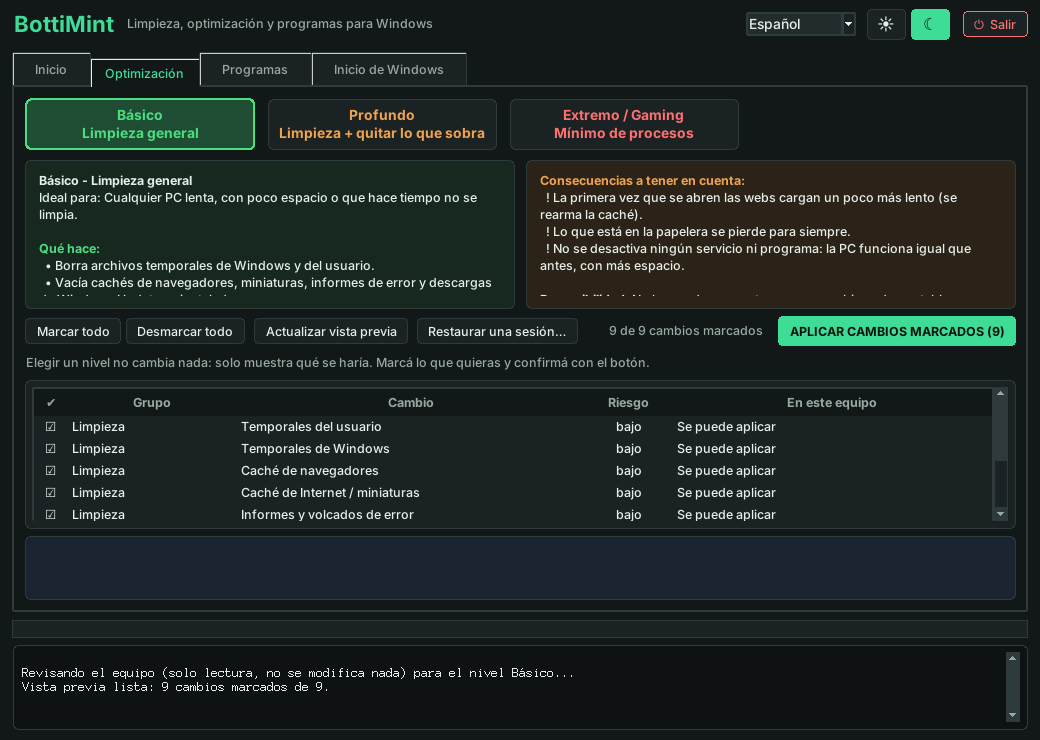 BottiMint Limpieza, optimización y programas para Windows
Español
Salir
Inicio
Optimización
Programas
Inicio de Windows
Básico
Limpieza general
Profundo
Limpieza + quitar lo que sobra
Extremo / Gaming
Mínimo de procesos
Básico - Limpieza general
Ideal para: Cualquier PC lenta, con poco espacio o que hace tiempo no se
limpia.
Qué hace:
• Borra archivos temporales de Windows y del usuario.
• Vacía cachés de navegadores, miniaturas, informes de error y descargas
Consecuencias a tener en cuenta:
! La primera vez que se abren las webs cargan un poco más lento (se
rearma la caché).
! Lo que está en la papelera se pierde para siempre.
! No se desactiva ningún servicio ni programa: la PC funciona igual que
antes, con más espacio.
Marcar todo
Desmarcar todo
Actualizar vista previa
Restaurar una sesión...
9 de 9 cambios marcados
APLICAR CAMBIOS MARCADOS (9)
Elegir un nivel no cambia nada: solo muestra qué se haría. Marcá lo que quieras y confirmá con el botón.
✔ Grupo Cambio Riesgo En este equipo
☑ Limpieza Temporales del usuario bajo Se puede aplicar
☑ Limpieza Temporales de Windows bajo Se puede aplicar
☑ Limpieza Caché de navegadores bajo Se puede aplicar
☑ Limpieza Caché de Internet / miniaturas bajo Se puede aplicar
☑ Limpieza Informes y volcados de error bajo Se puede aplicar
Revisando el equipo (solo lectura, no se modifica nada) para el nivel Básico...
Vista previa lista: 9 cambios marcados de 9.